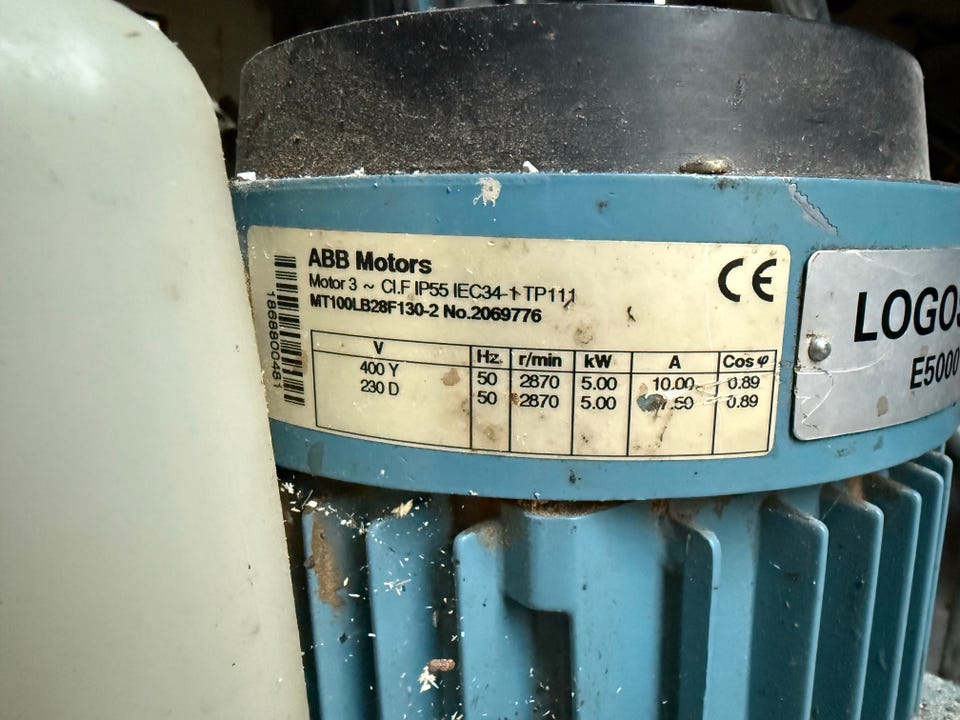 ABB Motors
Motor 3 ~ Cl.F IP55 IEC34-1 TP111
MT100LB28F130-2 No.2069776
1868800481
CE
V Hz r/min kW A Cos φ
400 Y 50 2870 5.00 10.00 0.89
230 D 50 2870 5.00 0.89
LOGOS
E5000